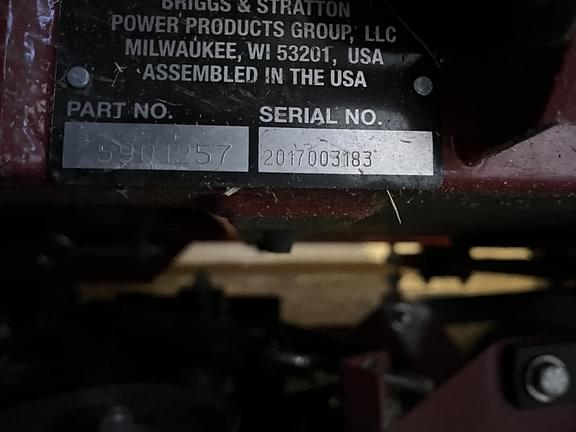 BRIGGS & STRATTON
POWER PRODUCTS GROUP, LLC
MILWAUKEE, WI 53201, USA
ASSEMBLED IN THE USA
PART NO. SERIAL NO.
5901257 2017003183